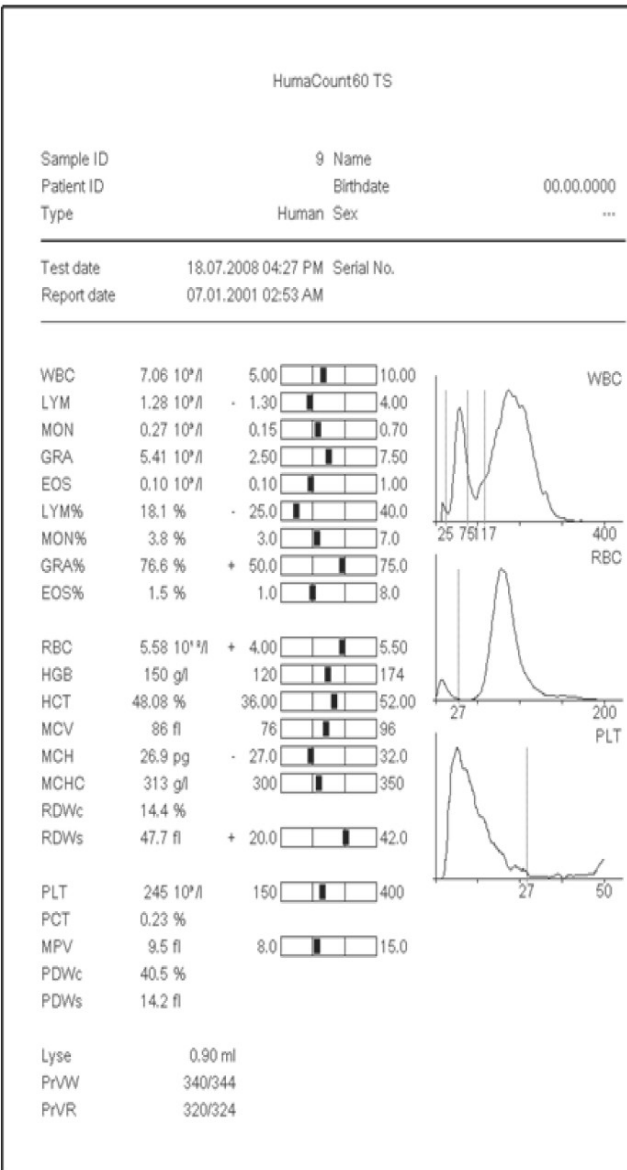 HumaCount60 TS
Sample ID 9 Name
Patient ID Birthdate 00.00.0000
Type Human Sex ...
Test date 18.07.2008 04:27 PM Serial No.
Report date 07.01.2001 02:53 AM
WBC 7.06 10⁹/l 5.00 10.00
LYM 1.28 10⁹/l - 1.30 4.00
MON 0.27 10⁹/l 0.15 0.70
GRA 5.41 10⁹/l 2.50 7.50
EOS 0.10 10⁹/l 0.10 1.00
LYM% 18.1 % - 25.0 40.0
MON% 3.8 % 3.0 7.0
GRA% 76.6 % + 50.0 75.0
EOS% 1.5 % 1.0 8.0
RBC 5.58 10¹²/l + 4.00 5.50
HGB 150 g/l 120 174
HCT 48.08 % 36.00 52.00
MCV 86 fl 76 96
MCH 26.9 pg - 27.0 32.0
MCHC 313 g/l 300 350
RDWc 14.4 %
RDWs 47.7 fl + 20.0 42.0
PLT 245 10⁹/l 150 400
PCT 0.23 %
MPV 9.5 fl 8.0 15.0
PDWc 40.5 %
PDWs 14.2 fl
Lyse 0.90 ml
PrVW 340/344
PrVR 320/324
WBC
25 75 117 400
RBC
27 200
PLT
27 50